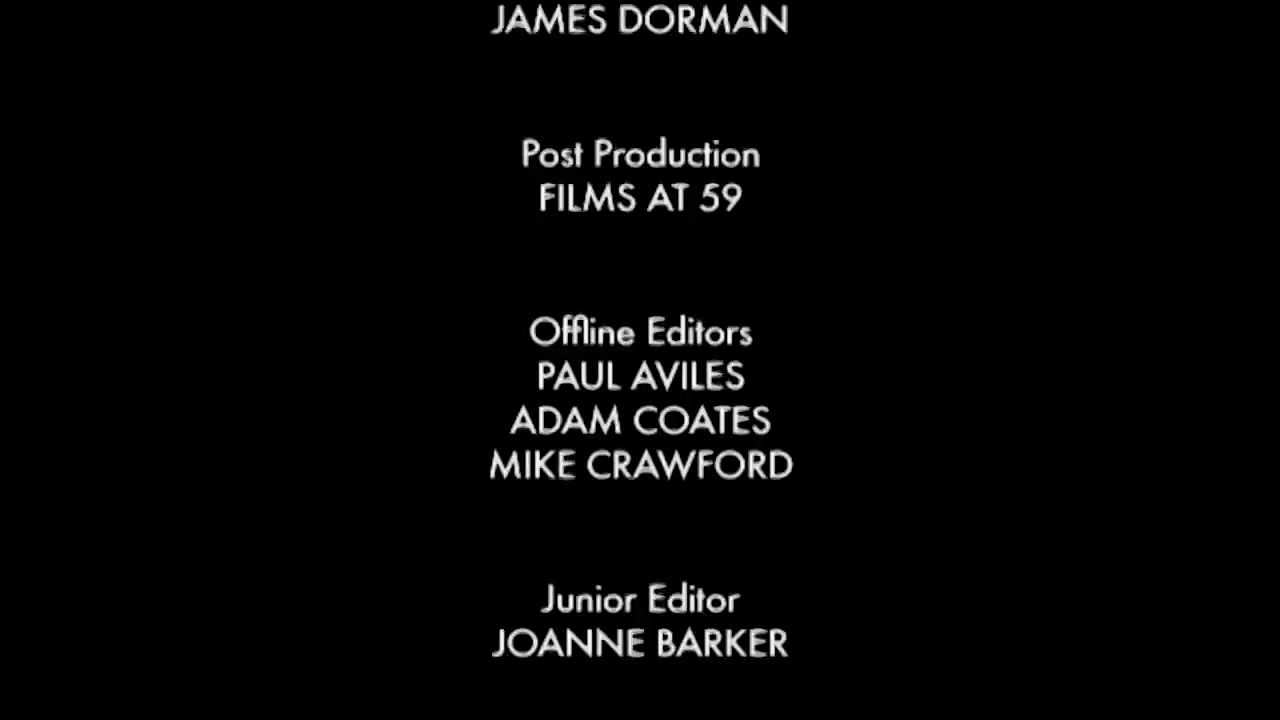 JAMES DORMAN
Post Production
FILMS AT 59
Offline Editors
PAUL AVILES
ADAM COATES
MIKE CRAWFORD
Junior Editor
JOANNE BARKER